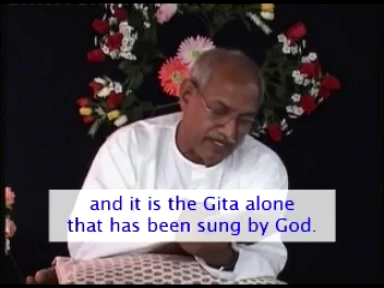 and it is the Gita alone
that has been sung by God.